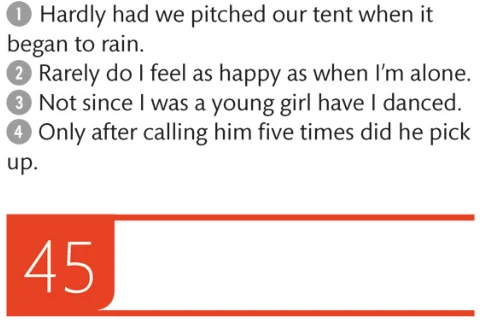 1 Hardly had we pitched our tent when it
began to rain.
2 Rarely do I feel as happy as when I’m alone.
3 Not since I was a young girl have I danced.
4 Only after calling him five times did he pick
up.
45